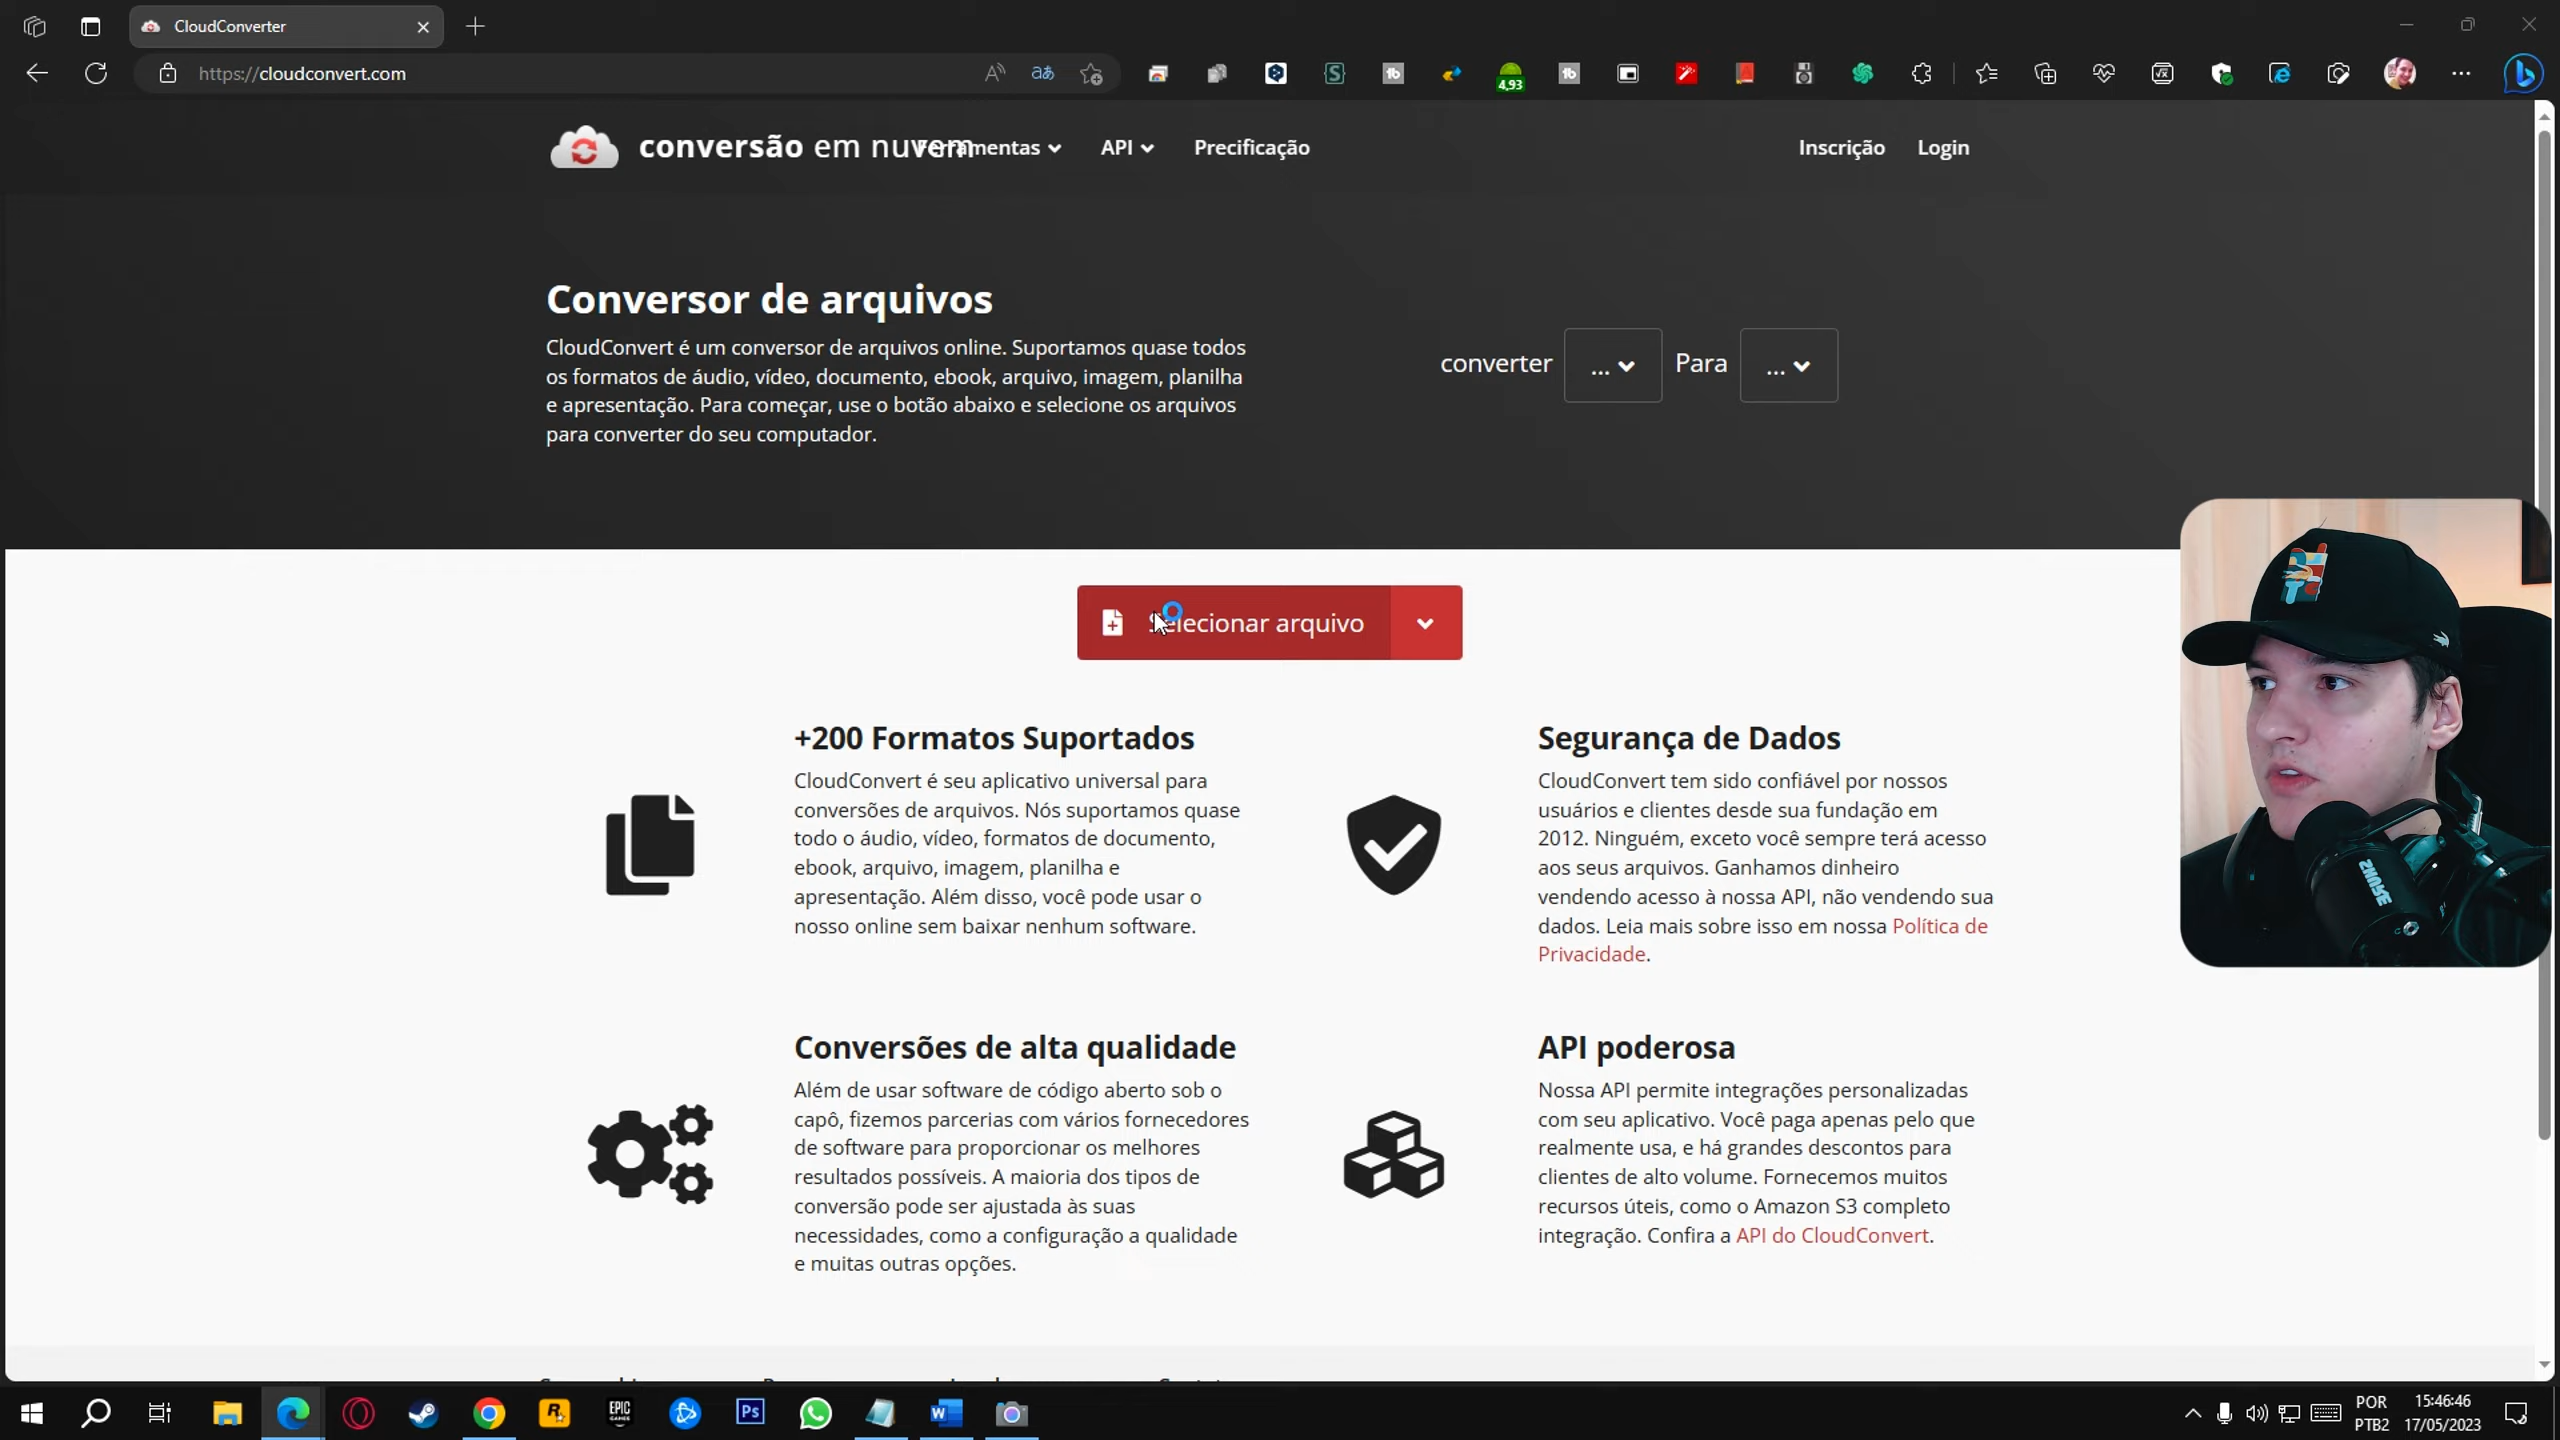 CloudConverter
https://cloudconvert.com
4,93
conversão em nuvem
Ferramentas
API
Precificação
Inscrição
Login
Conversor de arquivos
CloudConvert é um conversor de arquivos online. Suportamos quase todos
os formatos de áudio, vídeo, documento, ebook, arquivo, imagem, planilha
e apresentação. Para começar, use o botão abaixo e selecione os arquivos
para converter do seu computador.
converter ... Para ...
Selecionar arquivo
+200 Formatos Suportados
CloudConvert é seu aplicativo universal para
conversões de arquivos. Nós suportamos quase
todo o áudio, vídeo, formatos de documento,
ebook, arquivo, imagem, planilha e
apresentação. Além disso, você pode usar o
nosso online sem baixar nenhum software.
Segurança de Dados
CloudConvert tem sido confiável por nossos
usuários e clientes desde sua fundação em
2012. Ninguém, exceto você sempre terá acesso
aos seus arquivos. Ganhamos dinheiro
vendendo acesso à nossa API, não vendendo sua
dados. Leia mais sobre isso em nossa Política de
Privacidade.
Conversões de alta qualidade
Além de usar software de código aberto sob o
capô, fizemos parcerias com vários fornecedores
de software para proporcionar os melhores
resultados possíveis. A maioria dos tipos de
conversão pode ser ajustada às suas
necessidades, como a configuração a qualidade
e muitas outras opções.
API poderosa
Nossa API permite integrações personalizadas
com seu aplicativo. Você paga apenas pelo que
realmente usa, e há grandes descontos para
clientes de alto volume. Fornecemos muitos
recursos úteis, como o Amazon S3 completo
integração. Confira a API do CloudConvert.
EPIC
GAMES
Ps
POR
PTB2
15:46:46
17/05/2023